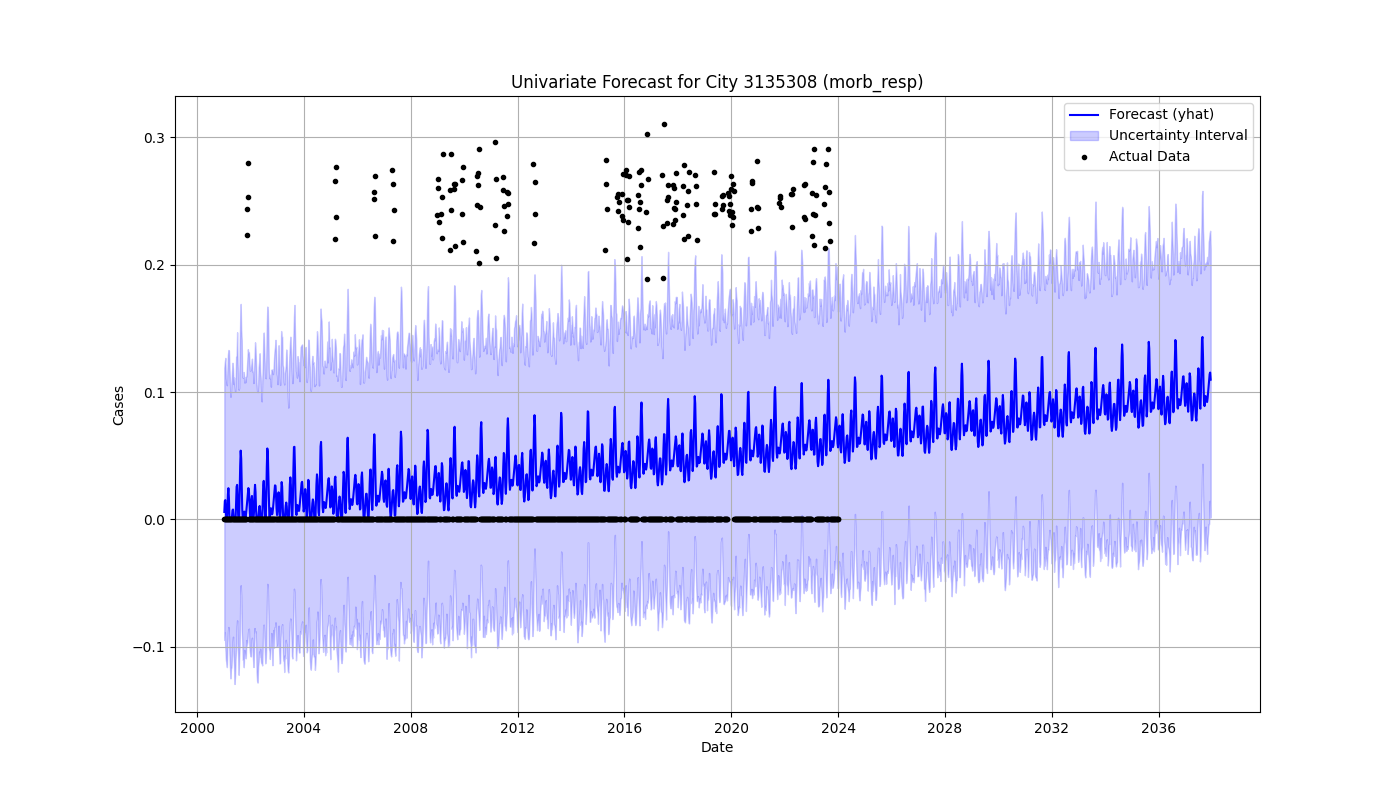 Univariate Forecast for City 3135308 (morb_resp)
Forecast (yhat)
Uncertainty Interval
Actual Data
Cases
0.3
0.2
0.1
0.0
−0.1
2000 2004 2008 2012 2016 2020 2024 2028 2032 2036
Date